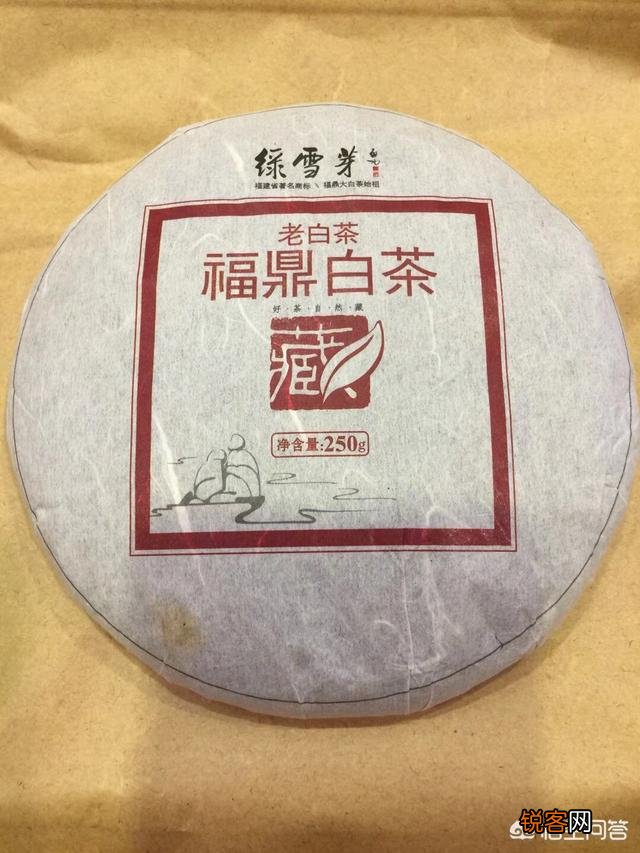 绿雪芽
福建省著名商标 \ 福鼎大白茶始祖
老白茶
福鼎白茶
好·茶·自·然·藏
藏
净含量:250g
锐客网